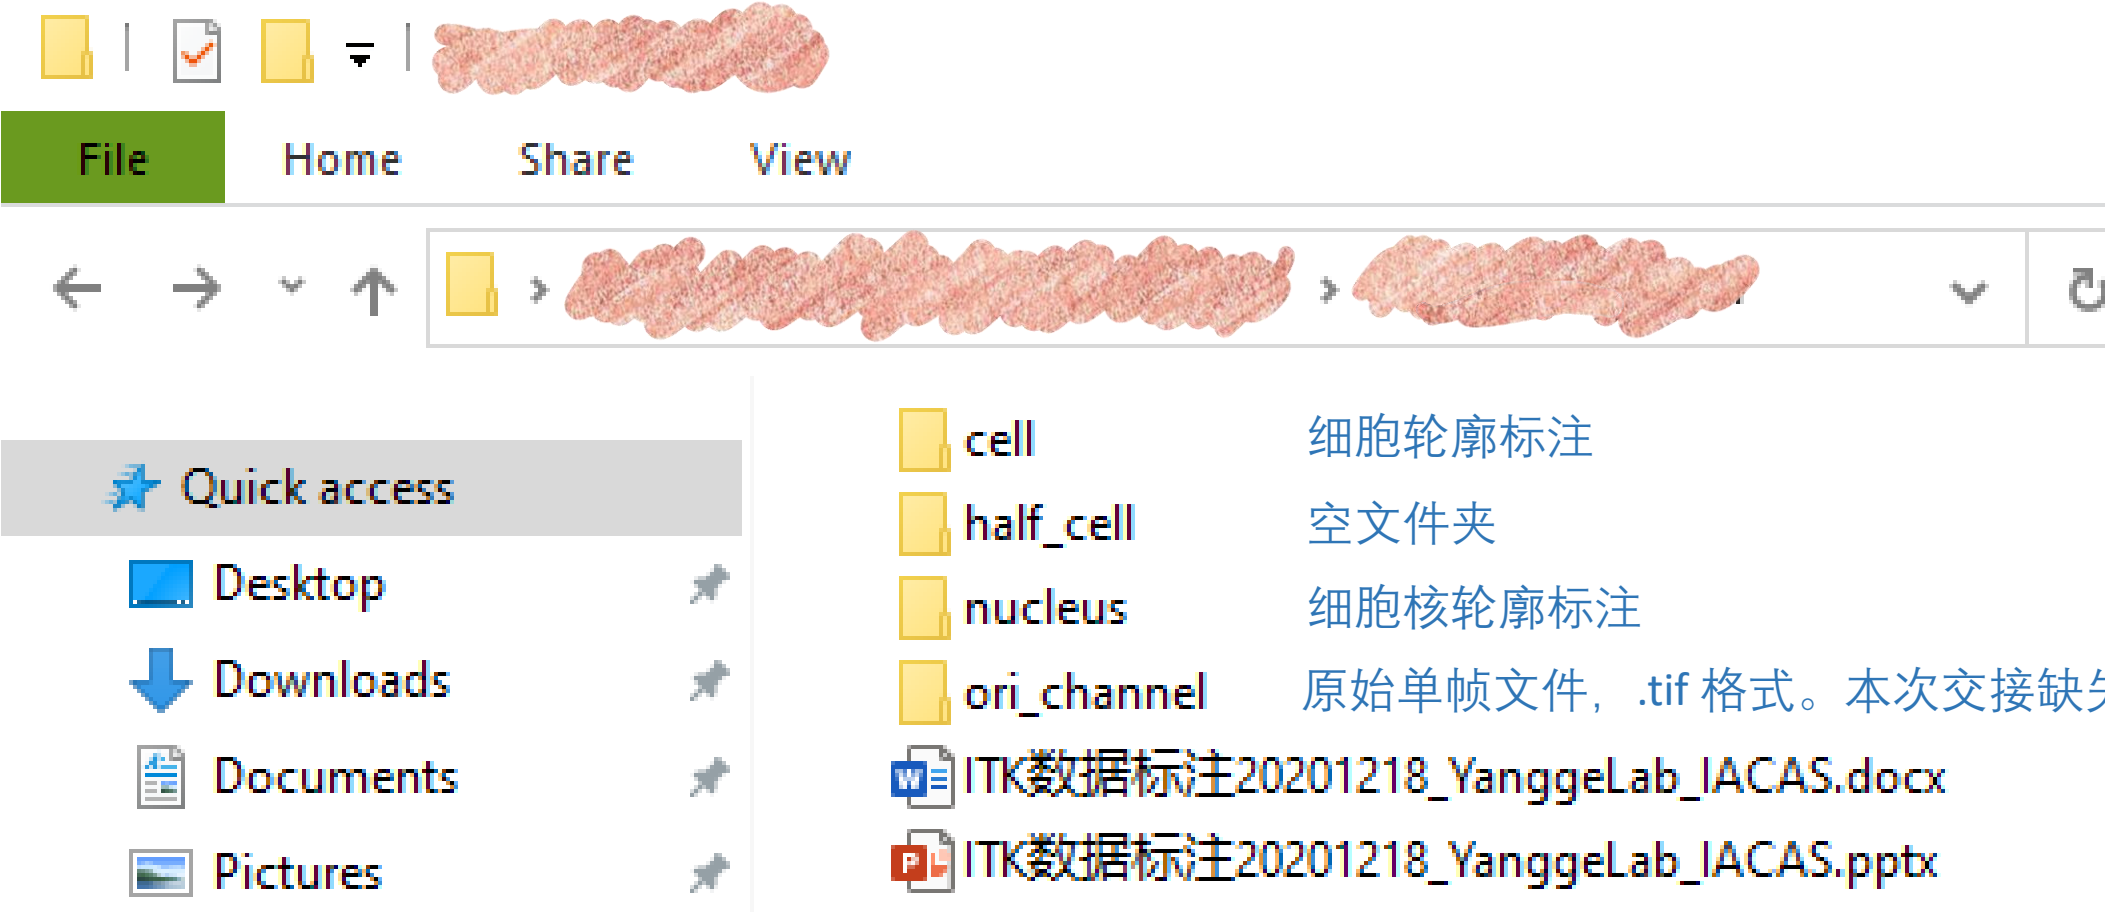 File Home Share View
Quick access
Desktop
Downloads
Documents
Pictures
cell 细胞轮廓标注
half_cell 空文件夹
nucleus 细胞核轮廓标注
ori_channel 原始单帧文件，.tif 格式。本次交接缺
ITK数据标注20201218_YanggeLab_IACAS.docx
ITK数据标注20201218_YanggeLab_IACAS.pptx